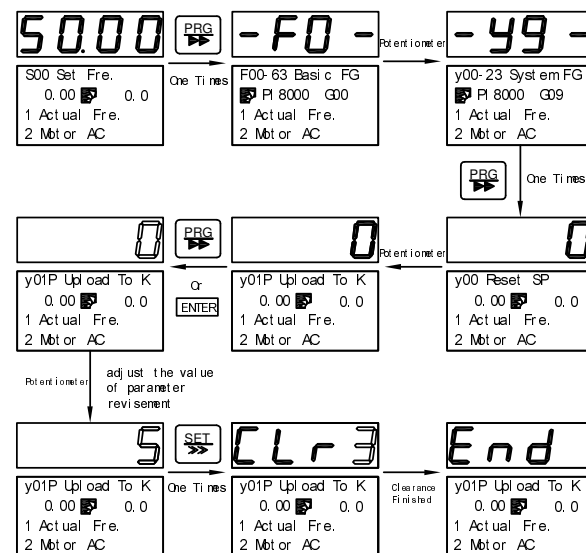 50.00
PRG
-F0-
Potentiometer
-y9-
S00 Set Fre.
0.00 0.0
1 Actual Fre.
2 Motor AC
One Times
F00-63 Basic FG
PI8000 G00
1 Actual Fre.
2 Motor AC
y00-23 System FG
PI8000 G09
1 Actual Fre.
2 Motor AC
PRG
One Times
0
PRG
0
Potentiometer
0
y01P Upload To K
0.00 0.0
1 Actual Fre.
2 Motor AC
Or
ENTER
y01P Upload To K
0.00 0.0
1 Actual Fre.
2 Motor AC
y00 Reset SP
0.00 0.0
1 Actual Fre.
2 Motor AC
Potentiometer
adjust the value
of parameter
revisement
5
SET
CLr3
Clearance
Finished
End
y01P Upload To K
0.00 0.0
1 Actual Fre.
2 Motor AC
One Times
y01P Upload To K
0.00 0.0
1 Actual Fre.
2 Motor AC
y01P Upload To K
0.00 0.0
1 Actual Fre.
2 Motor AC